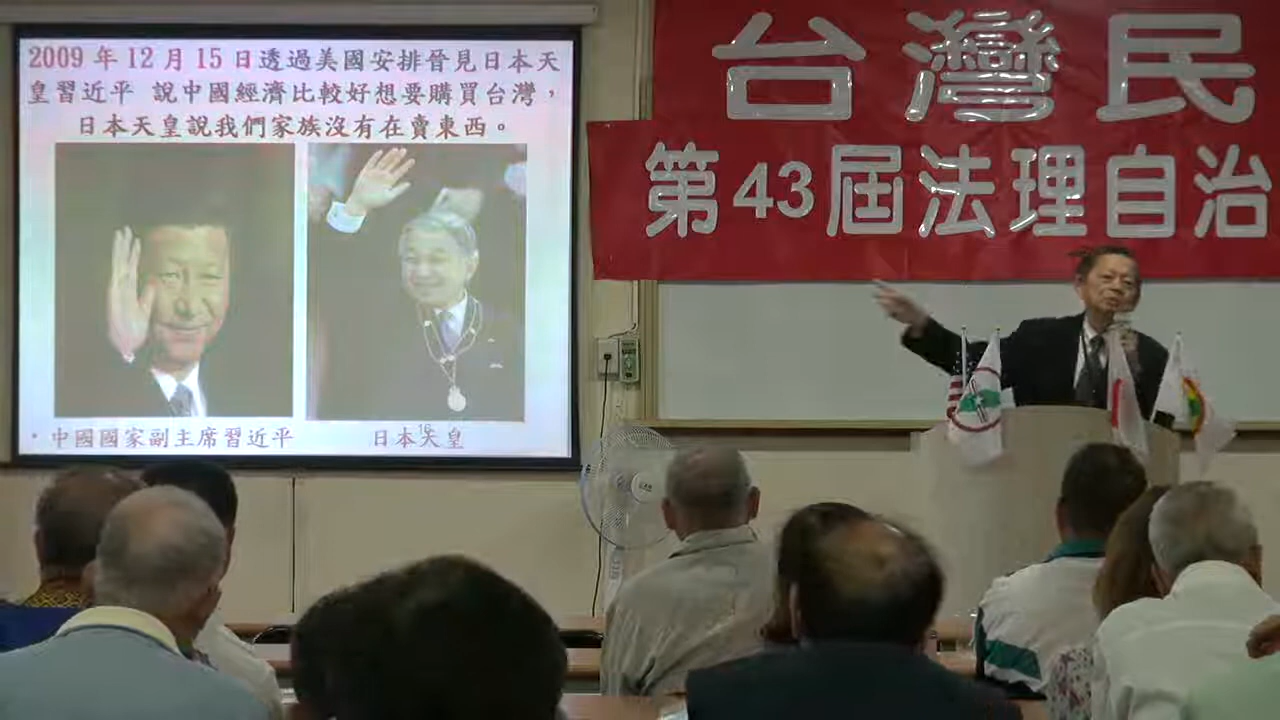 2009 年 12 月 15 日透過美國安排晉見日本天
皇習近平 說中國經濟比較好想要購買台灣，
日本天皇說我們家族沒有在賣東西。
・中國國家副主席習近平
日本天皇
16
台灣民
第43屆法理自治